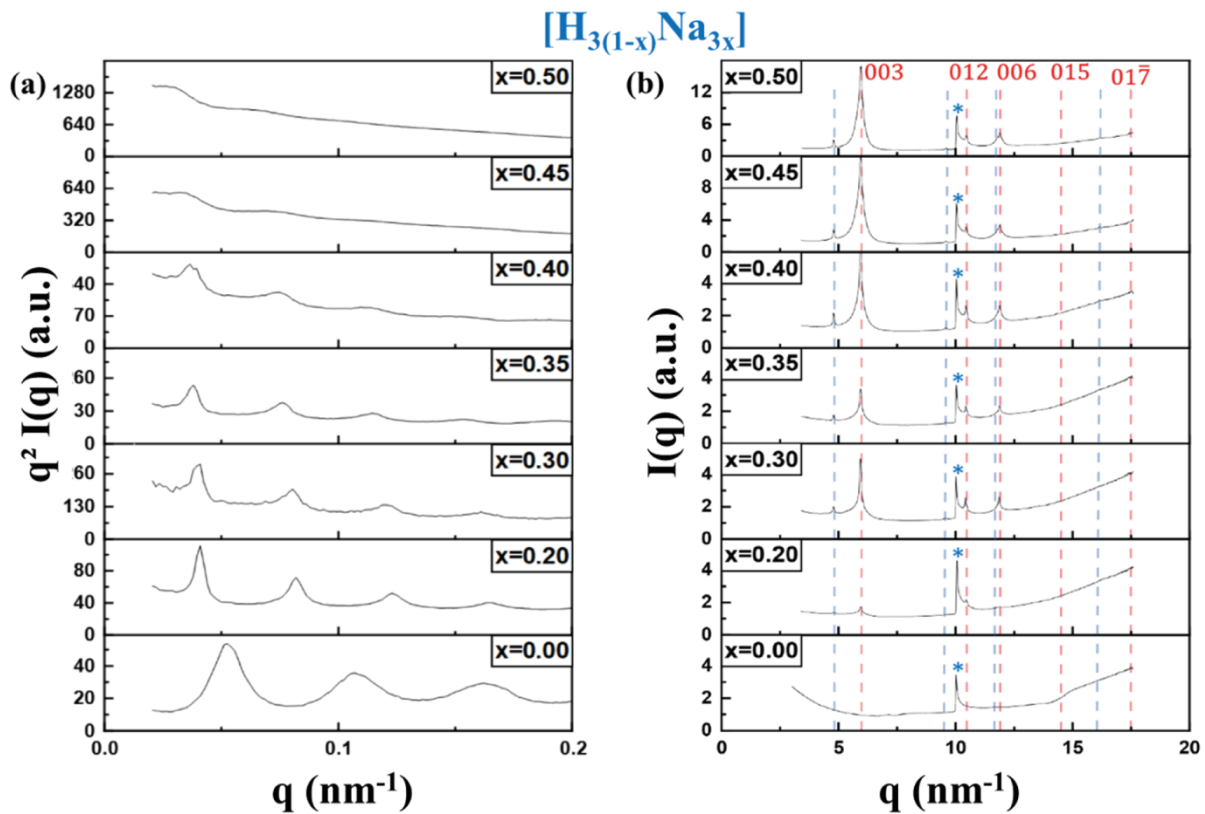 [H3(1-x)Na3x]
(a)
x=0.50
1280
640
0
x=0.45
640
320
0
x=0.40
40
70
0
x=0.35
60
30
0
x=0.30
60
130
0
x=0.20
80
40
0
x=0.00
40
20
0
0.0
0.1
0.2
q² I(q) (a.u.)
q (nm-1)
(b)
x=0.50
003
012
006
015
017̄
*
12
6
0
x=0.45
*
8
4
0
x=0.40
*
4
2
0
x=0.35
*
4
2
0
x=0.30
*
4
2
0
x=0.20
*
4
2
0
x=0.00
*
4
2
0
0
5
10
15
20
I(q) (a.u.)
q (nm-1)